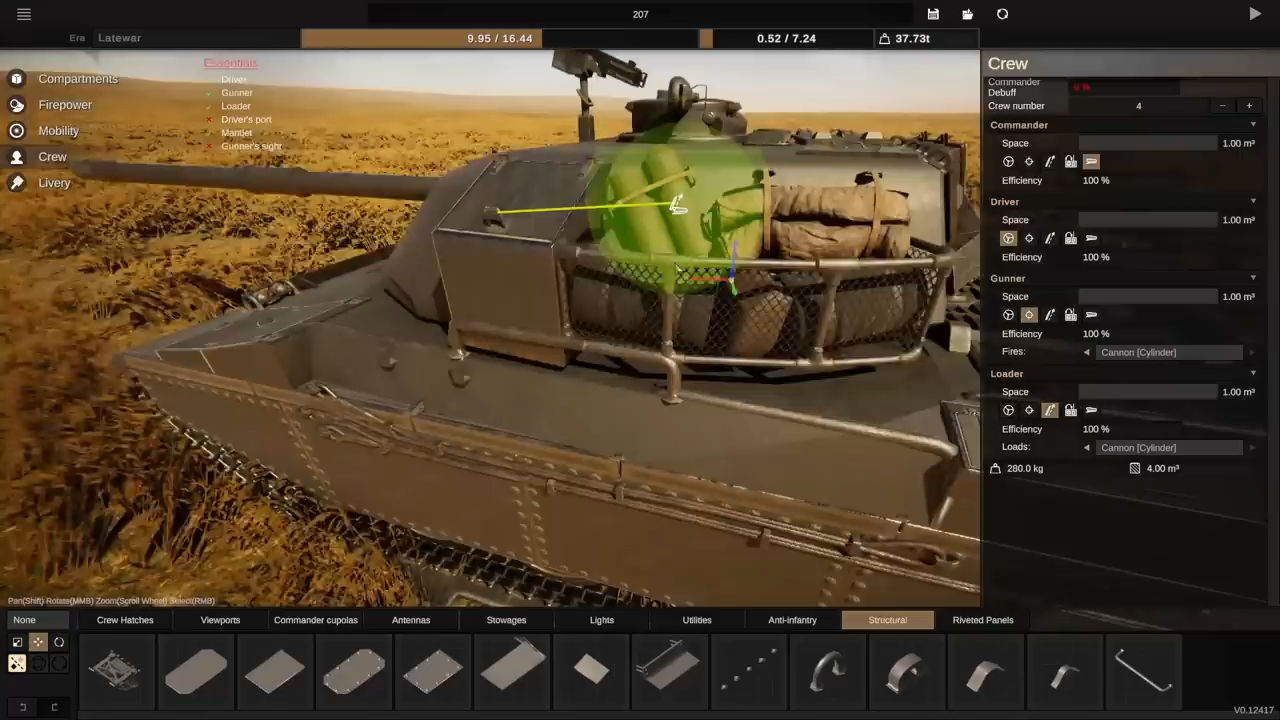 207
Era Latewar 9.95 / 16.44 0.52 / 7.24 37.73t
Compartments
Firepower
Mobility
Crew
Livery
Essentials
Driver
Gunner
Loader
Driver's port
Mantlet
Gunner's sight
Crew
Commander
Debuff
Crew number 4 − +
Commander
Space 1.00 m³
Efficiency 100 %
Driver
Space 1.00 m³
Efficiency 100 %
Gunner
Space 1.00 m³
Efficiency 100 %
Fires: Cannon [Cylinder]
Loader
Space 1.00 m³
Efficiency 100 %
Loads: Cannon [Cylinder]
280.0 kg 4.00 m³
Pan(Shift) Rotate(MMB) Zoom(Scroll Wheel) Select(RMB)
None Crew Hatches Viewports Commander cupolas Antennas Stowages Lights Utilities Anti-infantry Structural Riveted Panels
V0.12417